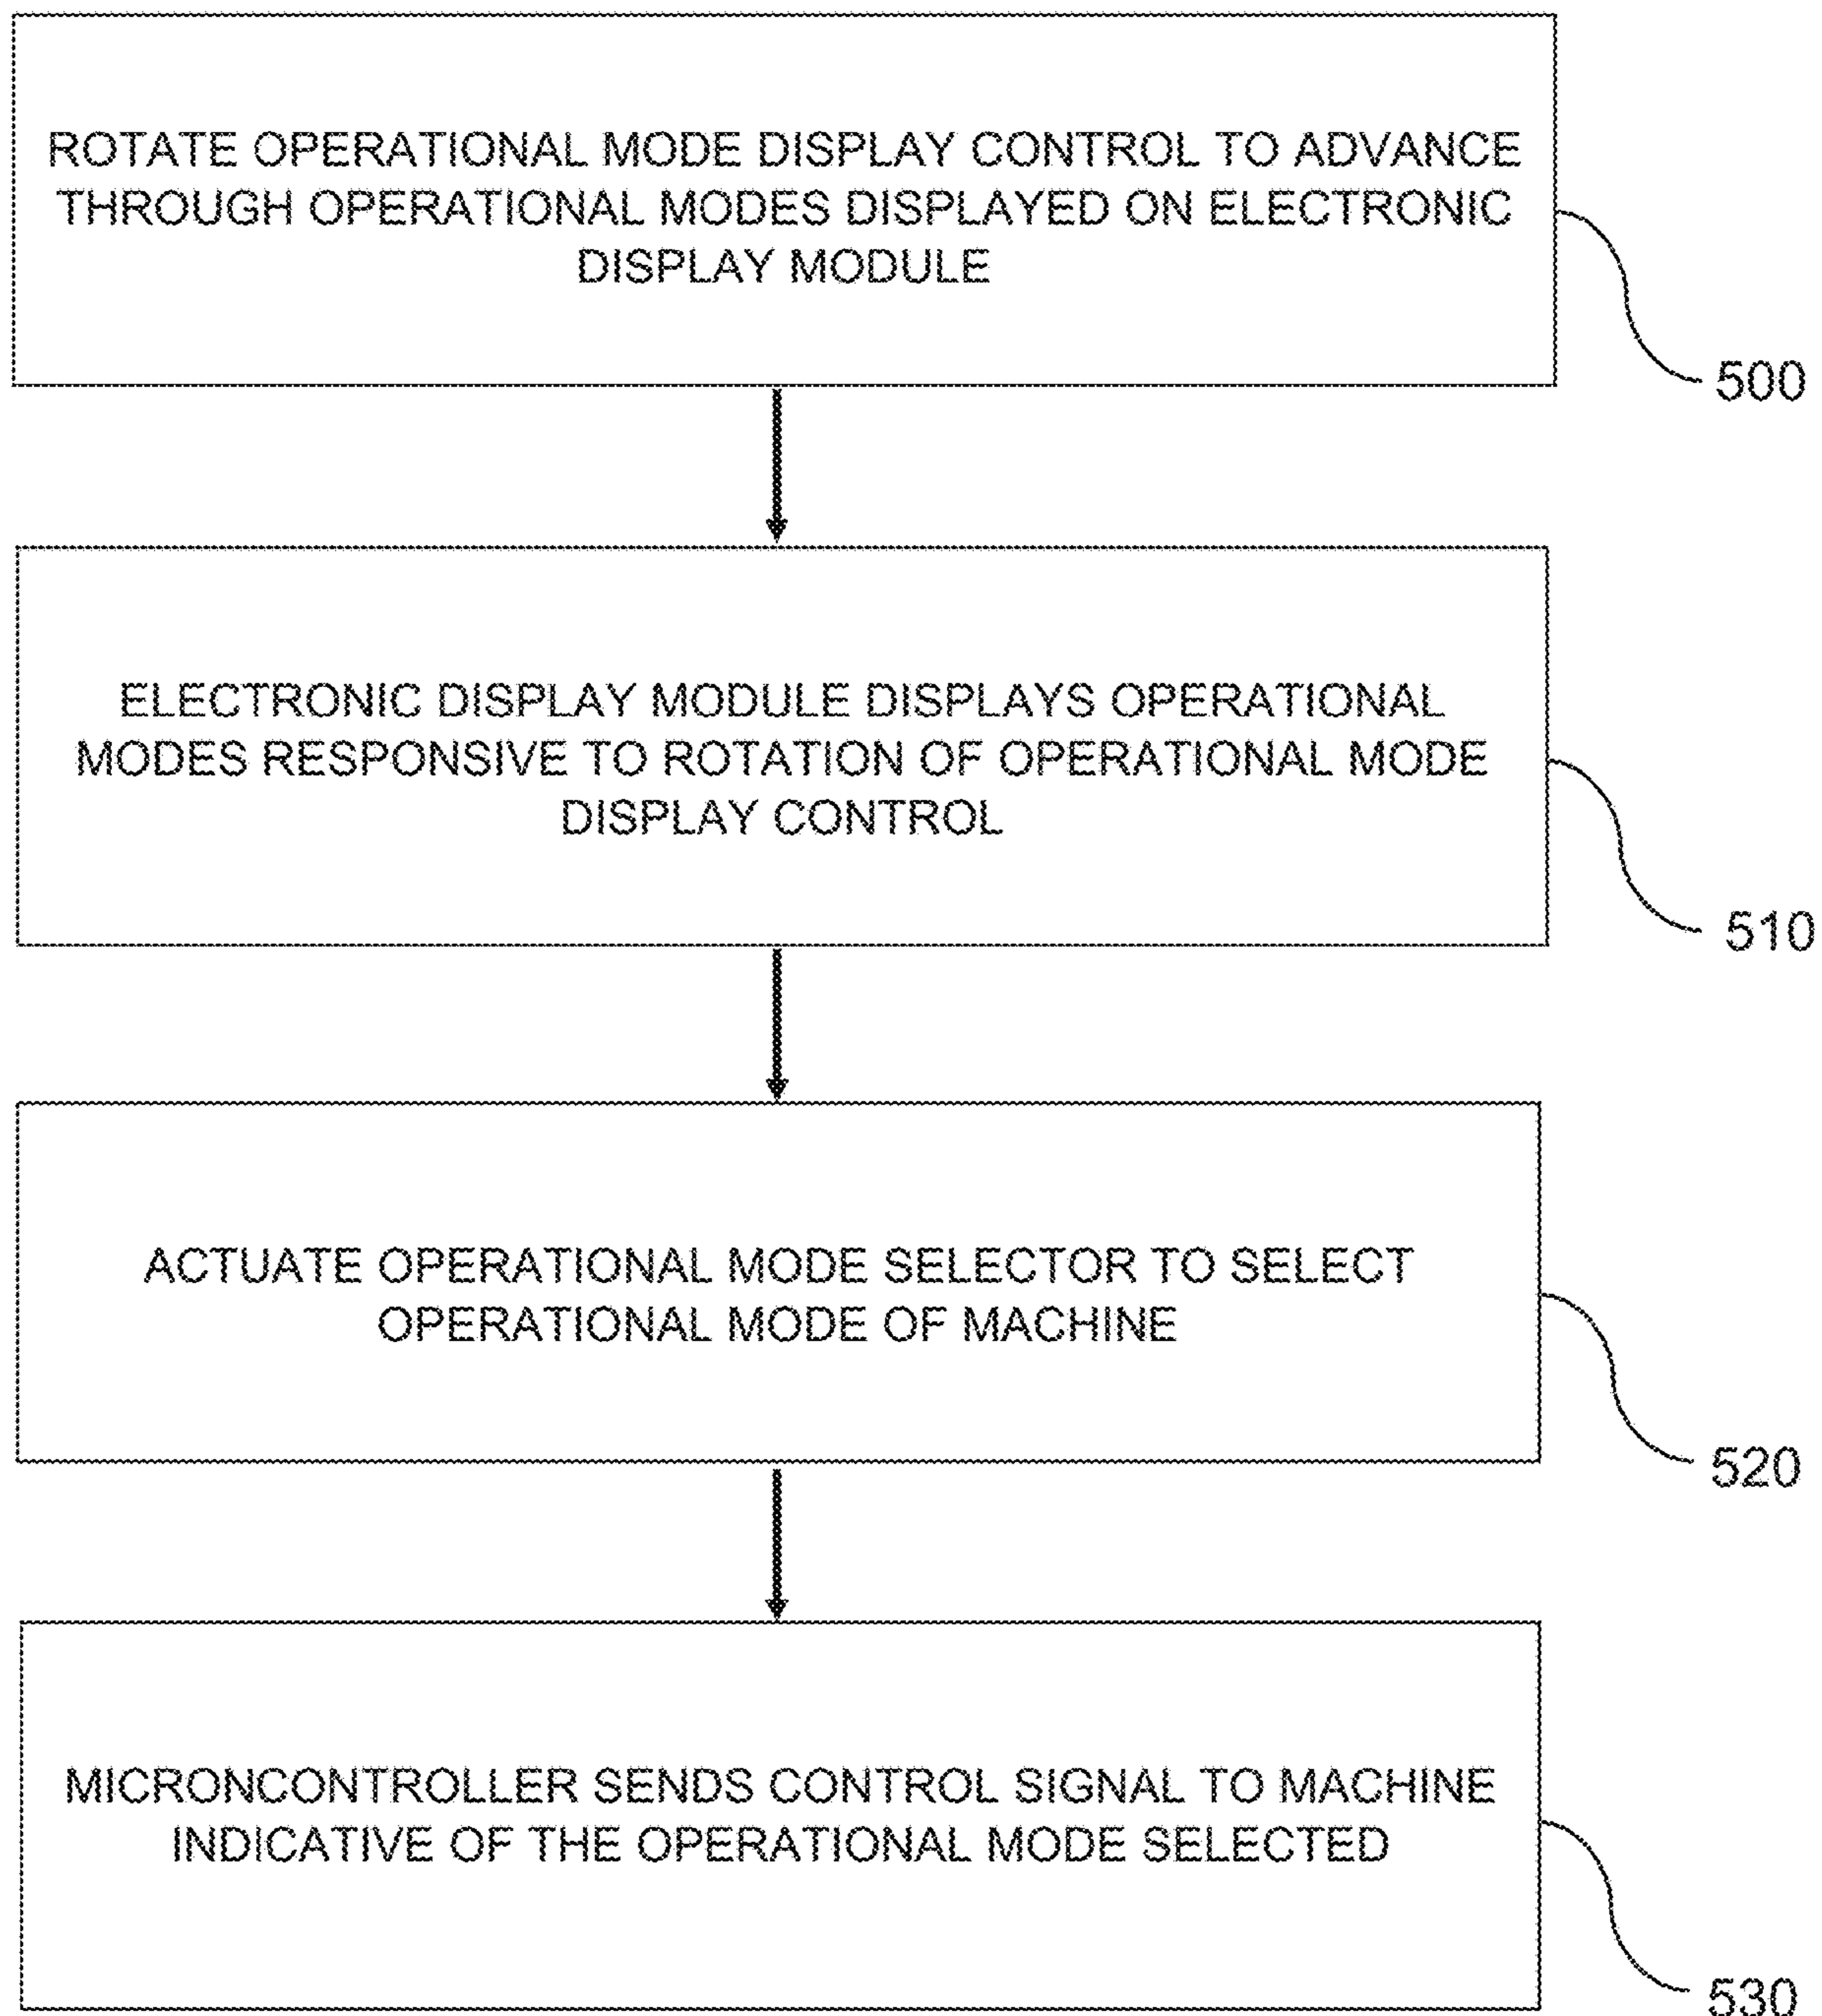 ROTATE OPERATIONAL MODE DISPLAY CONTROL TO ADVANCE
THROUGH OPERATIONAL MODES DISPLAYED ON ELECTRONIC
DISPLAY MODULE
500
ELECTRONIC DISPLAY MODULE DISPLAYS OPERATIONAL
MODES RESPONSIVE TO ROTATION OF OPERATIONAL MODE
DISPLAY CONTROL
510
ACTUATE OPERATIONAL MODE SELECTOR TO SELECT
OPERATIONAL MODE OF MACHINE
520
MICRONCONTROLLER SENDS CONTROL SIGNAL TO MACHINE
INDICATIVE OF THE OPERATIONAL MODE SELECTED
530